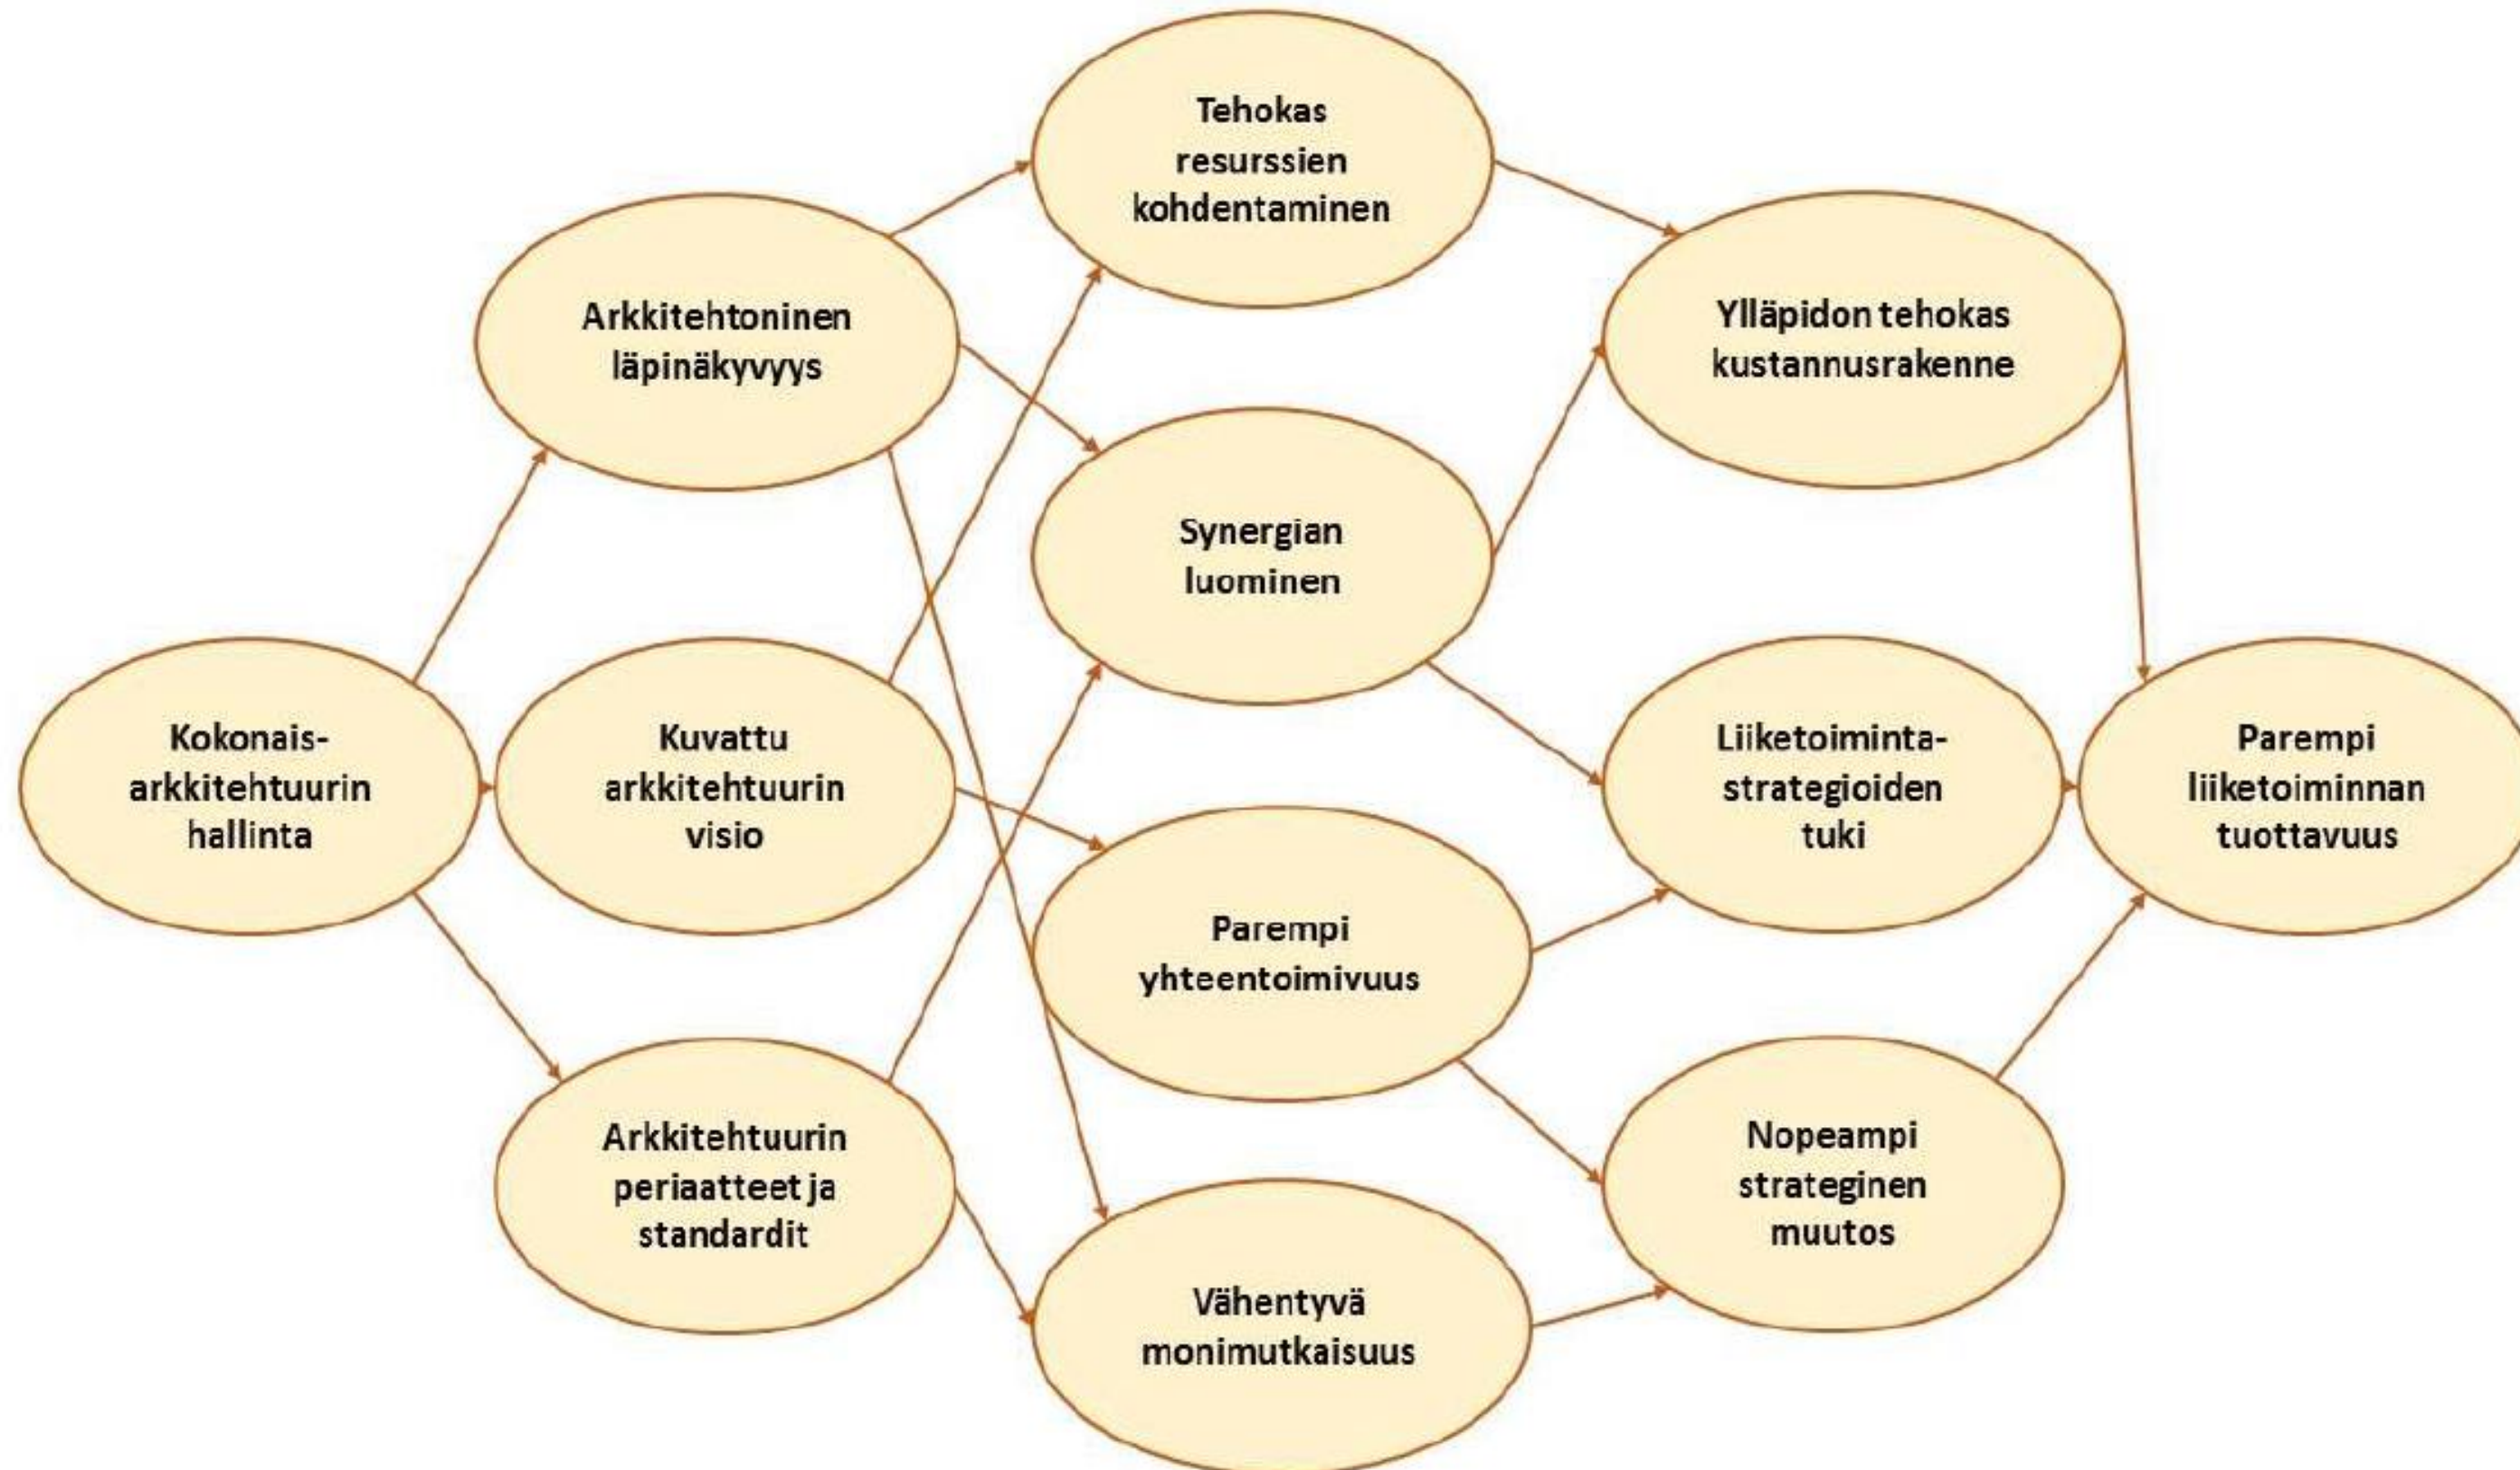 Tehokas
resurssien
kohdentaminen
Arkkitehtoninen
läpinäkyvyys
Ylläpidon tehokas
kustannusrakenne
Synergian
luominen
Kokonais-
arkkitehtuurin
hallinta
Kuvattu
arkkitehtuurin
visio
Liiketoiminta-
strategioiden
tuki
Parempi
liiketoiminnan
tuottavuus
Parempi
yhteentoimivuus
Arkkitehtuurin
periaatteet ja
standardit
Nopeampi
strateginen
muutos
Vähentyvä
monimutkaisuus